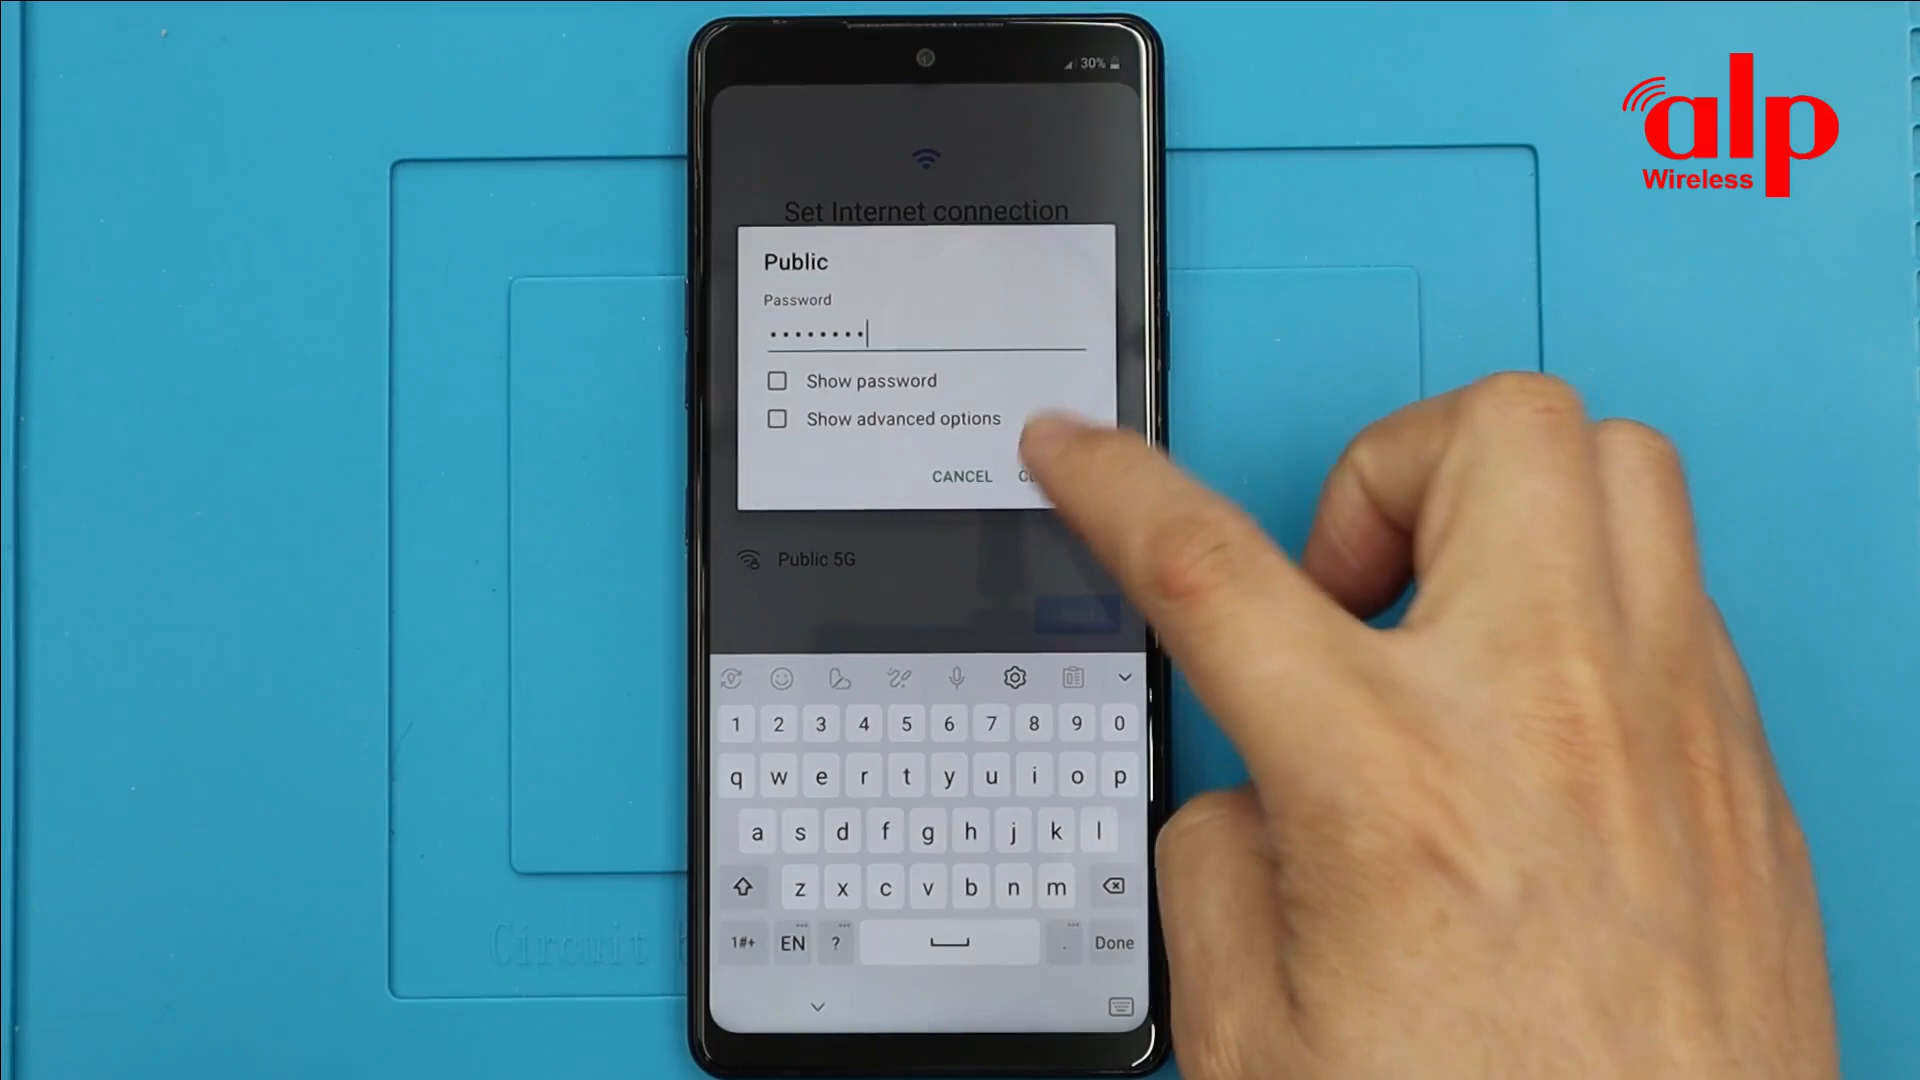 30%
alp
Wireless
Set Internet connection
Public
Password
Show password
Show advanced options
CANCEL
Public 5G
1 2 3 4 5 6 7 8 9 0
q w e r t y u i o p
a s d f g h j k l
z x c v b n m
1#+ EN ? . Done
Circuit